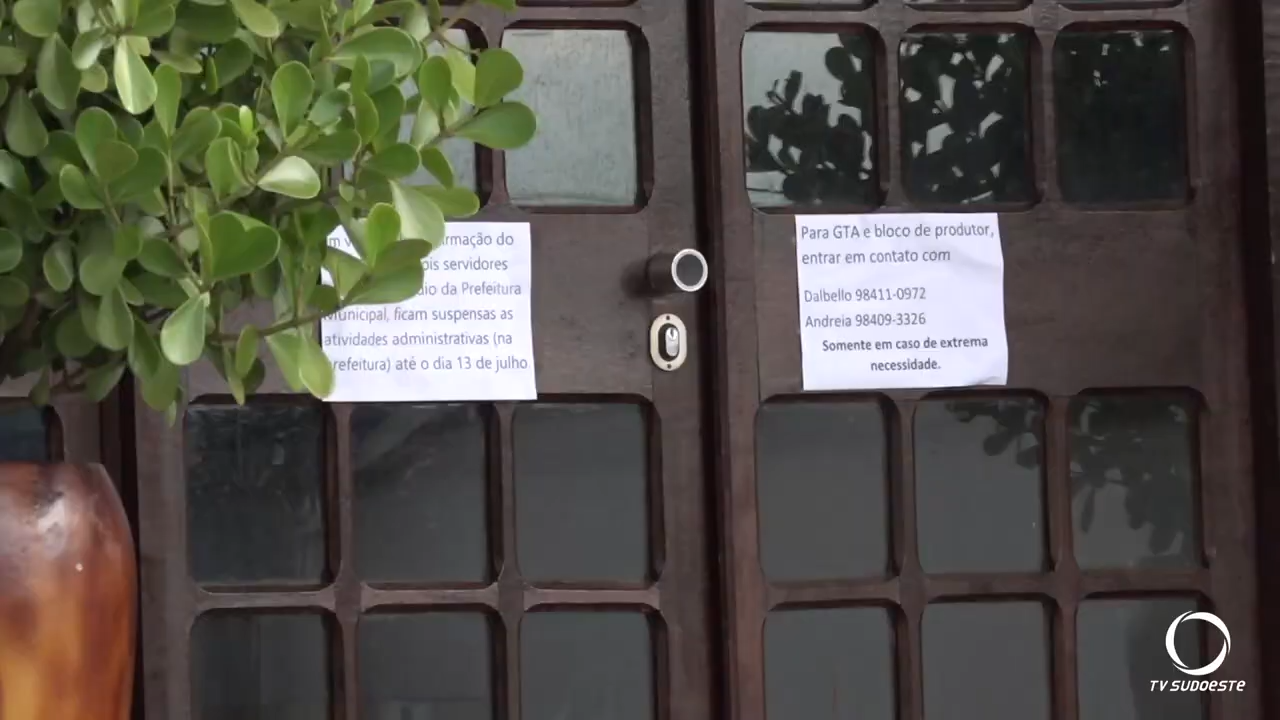 m
rmação do
ois servidores
io da Prefeitura
Municipal, ficam suspensas as
atividades administrativas (na
refeitura) até o dia 13 de julho
Para GTA e bloco de produtor,
entrar em contato com
Dalbello 98411-0972
Andreia 98409-3326
Somente em caso de extrema
necessidade.
TV SUDOESTE